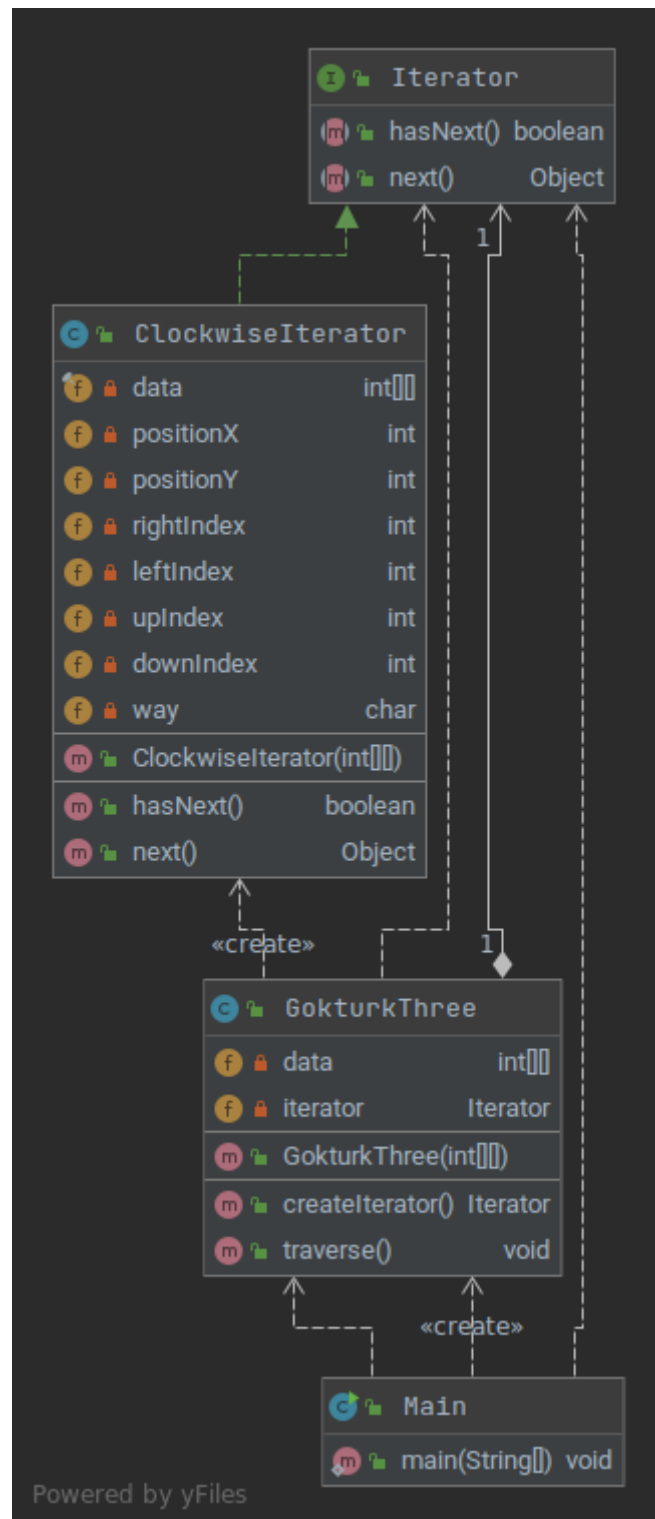 Iterator
hasNext() boolean
next() Object
1
ClockwiseIterator
data int[][]
positionX int
positionY int
rightIndex int
leftIndex int
upIndex int
downIndex int
way char
ClockwiseIterator(int[][])
hasNext() boolean
next() Object
«create»
1
GokturkThree
data int[][]
iterator Iterator
GokturkThree(int[][])
createIterator() Iterator
traverse() void
«create»
Main
main(String[]) void
Powered by yFiles